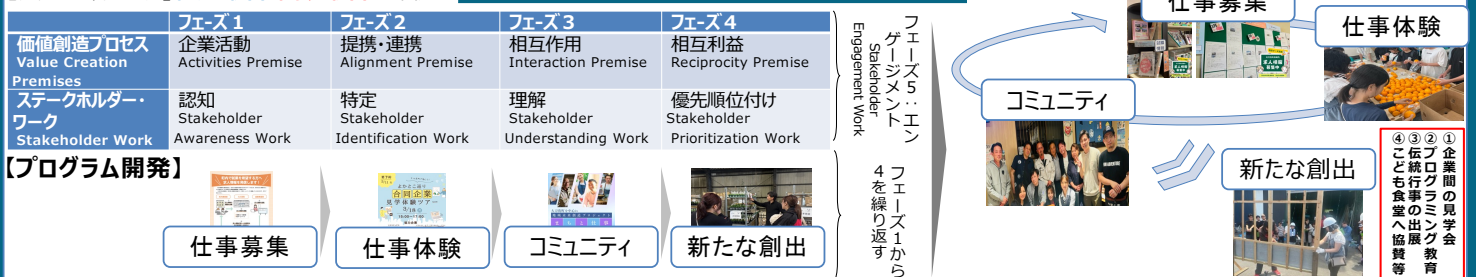 フェーズ1
フェーズ2
フェーズ3
フェーズ4
価値創造プロセス
Value Creation
Premises
企業活動
Activities Premise
提携・連携
Alignment Premise
相互作用
Interaction Premise
相互利益
Reciprocity Premise
ステークホルダー・
ワーク
Stakeholder Work
認知
Stakeholder
Awareness Work
特定
Stakeholder
Identification Work
理解
Stakeholder
Understanding Work
優先順位付け
Stakeholder
Prioritization Work
フェーズ5:エン
ゲージメント
Stakeholder
Engagement Work
フェーズ1から
4を繰り返す
【プログラム開発】
合同企業
見学体験ツアー
仕事募集
仕事体験
コミュニティ
新たな創出
仕事募集
仕事体験
コミュニティ
新たな創出
①企業間の見学会
②プログラミング教育
③伝統行事の出展
④こども食堂へ協賛等